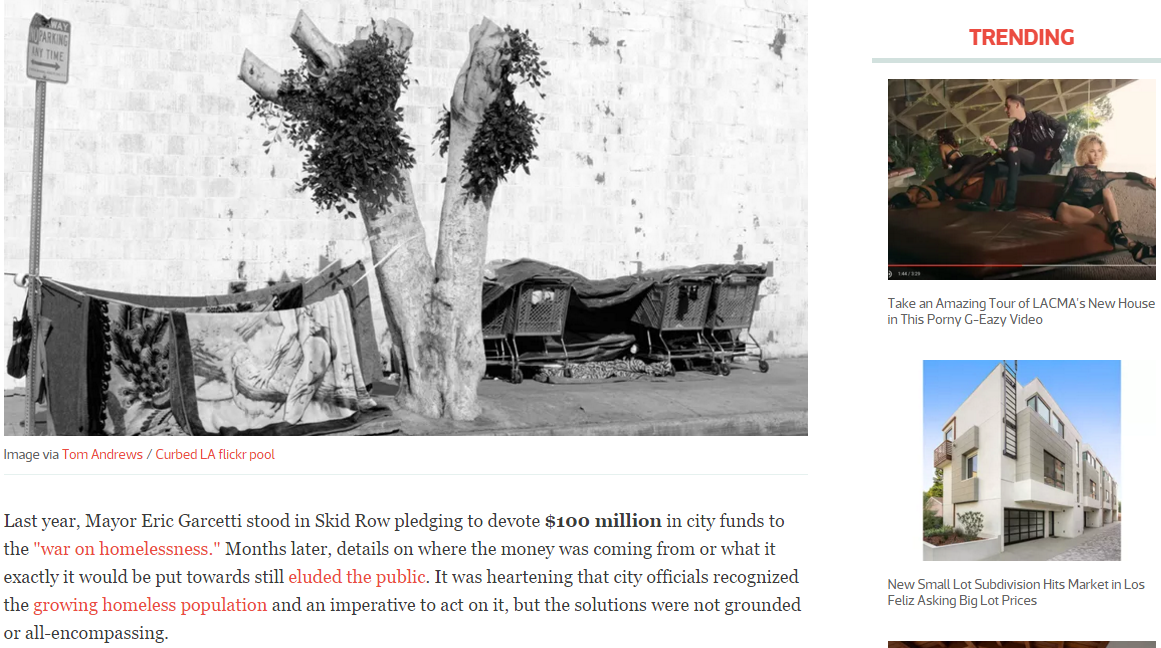 WAY
NO PARKING
ANY TIME
Image via Tom Andrews / Curbed LA flickr pool
Last year, Mayor Eric Garcetti stood in Skid Row pledging to devote $100 million in city funds to
the "war on homelessness." Months later, details on where the money was coming from or what it
exactly it would be put towards still eluded the public. It was heartening that city officials recognized
the growing homeless population and an imperative to act on it, but the solutions were not grounded
or all-encompassing.
TRENDING
1:44 / 3:28
Take an Amazing Tour of LACMA's New House
in This Porny G-Eazy Video
New Small Lot Subdivision Hits Market in Los
Feliz Asking Big Lot Prices